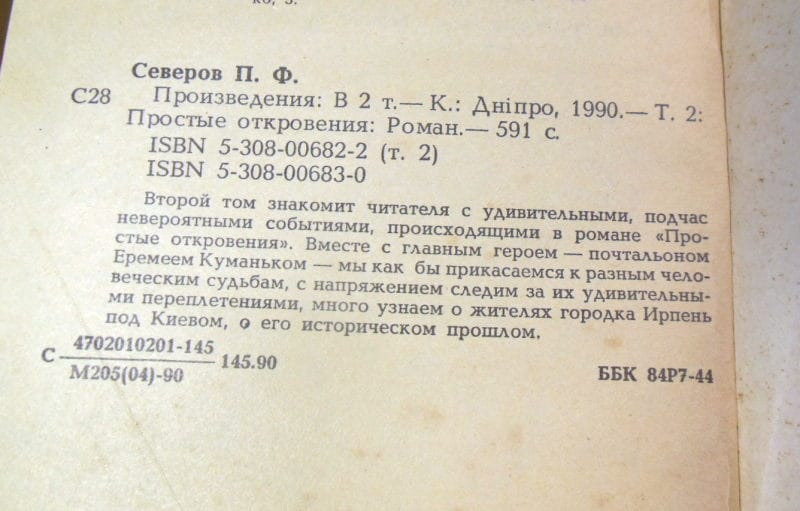 ко, 3.
Северов П. Ф.
С28 Произведения: В 2 т.— К.: Дніпро, 1990.— Т. 2:
Простые откровения: Роман.— 591 с.
ISBN 5-308-00682-2 (т. 2)
ISBN 5-308-00683-0
Второй том знакомит читателя с удивительными, подчас
невероятными событиями, происходящими в романе «Про-
стые откровения». Вместе с главным героем — почтальоном
Еремеем Куманьком — мы как бы прикасаемся к разным чело-
веческим судьбам, с напряжением следим за их удивительны-
ми переплетениями, много узнаем о жителях городка Ирпень
под Киевом, о его историческом прошлом.
4702010201-145
С 145.90
М205(04)-90
ББК 84Р7-44